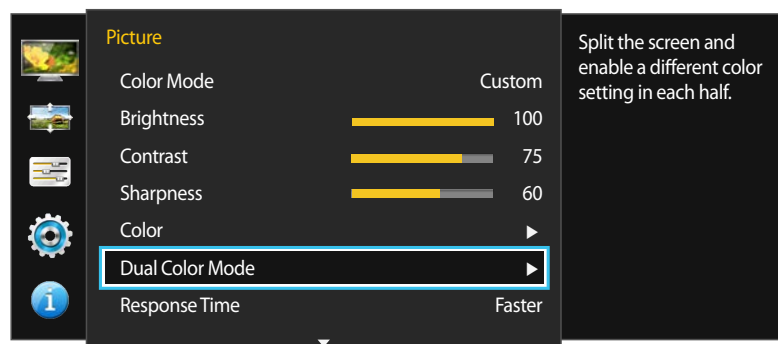 Picture
Color Mode Custom
Brightness 100
Contrast 75
Sharpness 60
Color
Dual Color Mode
Response Time Faster
Split the screen and
enable a different color
setting in each half.